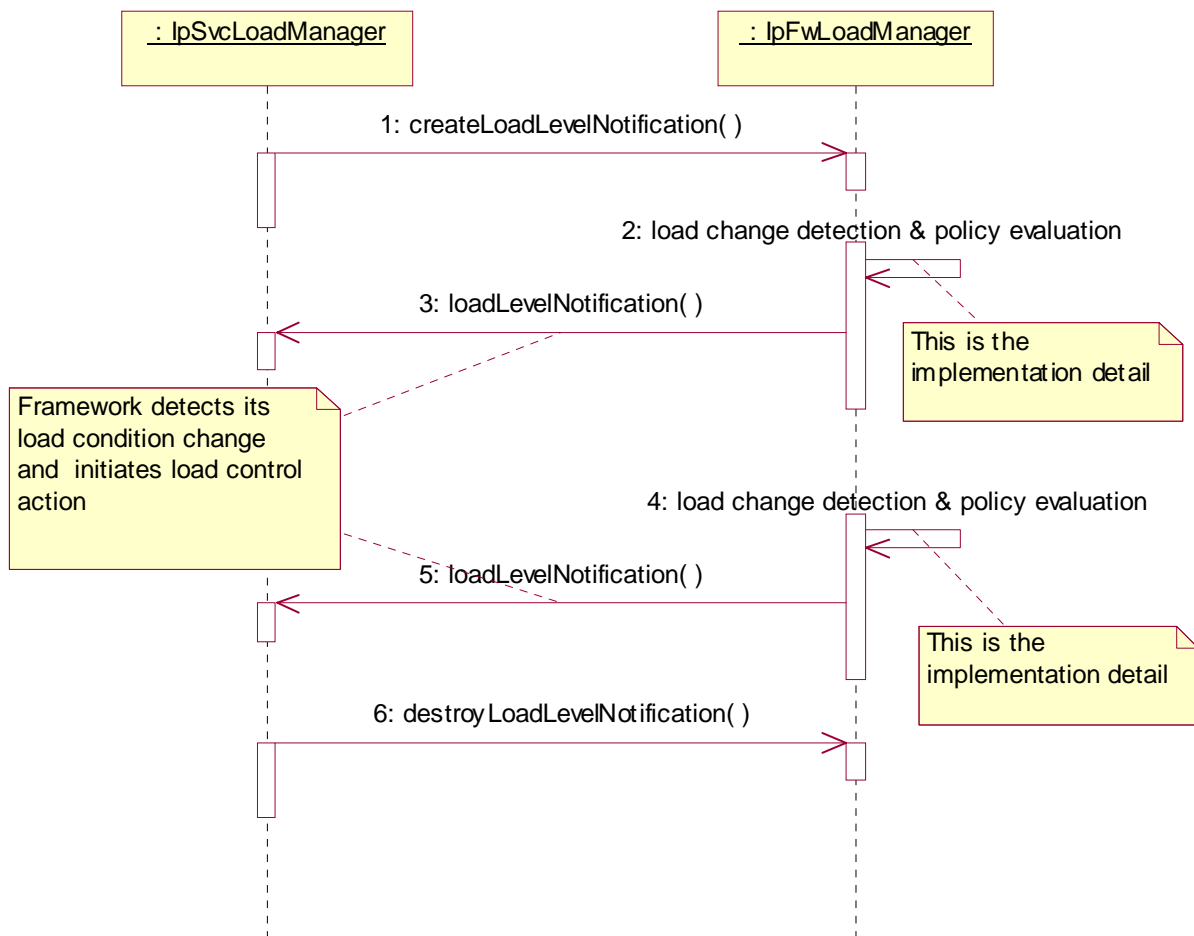 : IpSvcLoadManager
: IpFwLoadManager
1: createLoadLevelNotification( )
2: load change detection & policy evaluation
3: loadLevelNotification( )
This is the
implementation detail
Framework detects its
load condition change
and initiates load control
action
4: load change detection & policy evaluation
5: loadLevelNotification( )
This is the
implementation detail
6: destroyLoadLevelNotification( )